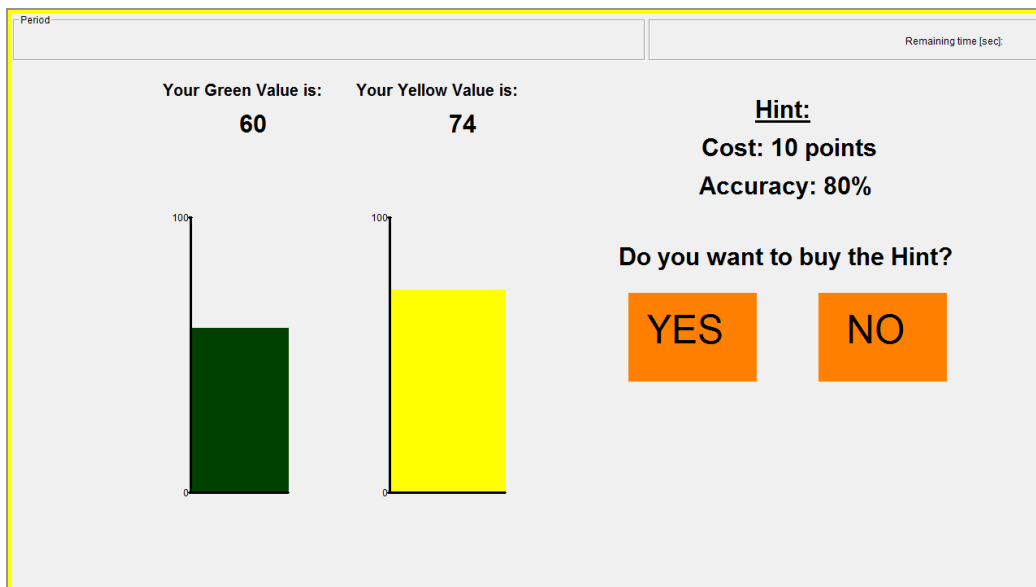 Period
Remaining time [sec]:
Your Green Value is:
60
Your Yellow Value is:
74
Hint:
Cost: 10 points
Accuracy: 80%
Do you want to buy the Hint?
YES
NO
100
0
100
0